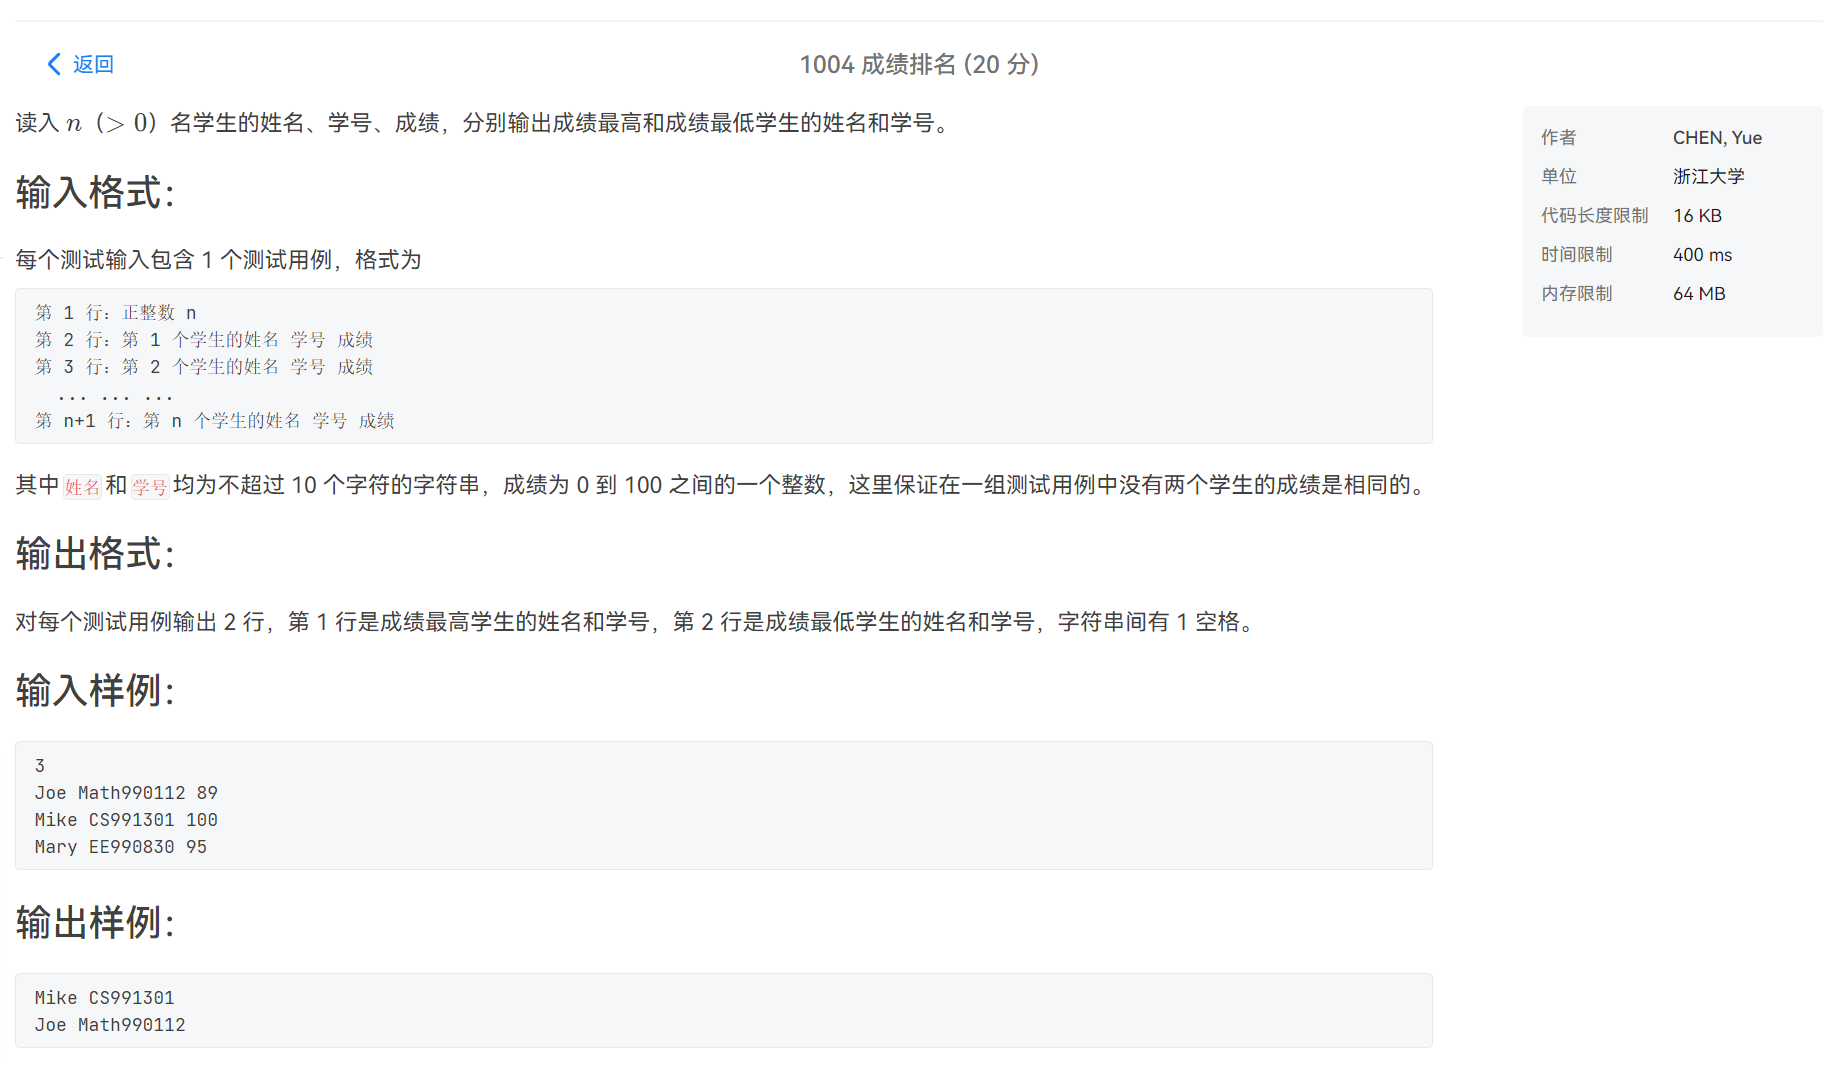 返回
1004 成绩排名 (20 分)
读入 n（> 0）名学生的姓名、学号、成绩，分别输出成绩最高和成绩最低学生的姓名和学号。
作者 CHEN, Yue
单位 浙江大学
代码长度限制 16 KB
时间限制 400 ms
内存限制 64 MB
输入格式：
每个测试输入包含 1 个测试用例，格式为
第 1 行：正整数 n
第 2 行：第 1 个学生的姓名 学号 成绩
第 3 行：第 2 个学生的姓名 学号 成绩
... ... ...
第 n+1 行：第 n 个学生的姓名 学号 成绩
其中姓名和学号均为不超过 10 个字符的字符串，成绩为 0 到 100 之间的一个整数，这里保证在一组测试用例中没有两个学生的成绩是相同的。
输出格式：
对每个测试用例输出 2 行，第 1 行是成绩最高学生的姓名和学号，第 2 行是成绩最低学生的姓名和学号，字符串间有 1 空格。
输入样例：
3
Joe Math990112 89
Mike CS991301 100
Mary EE990830 95
输出样例：
Mike CS991301
Joe Math990112